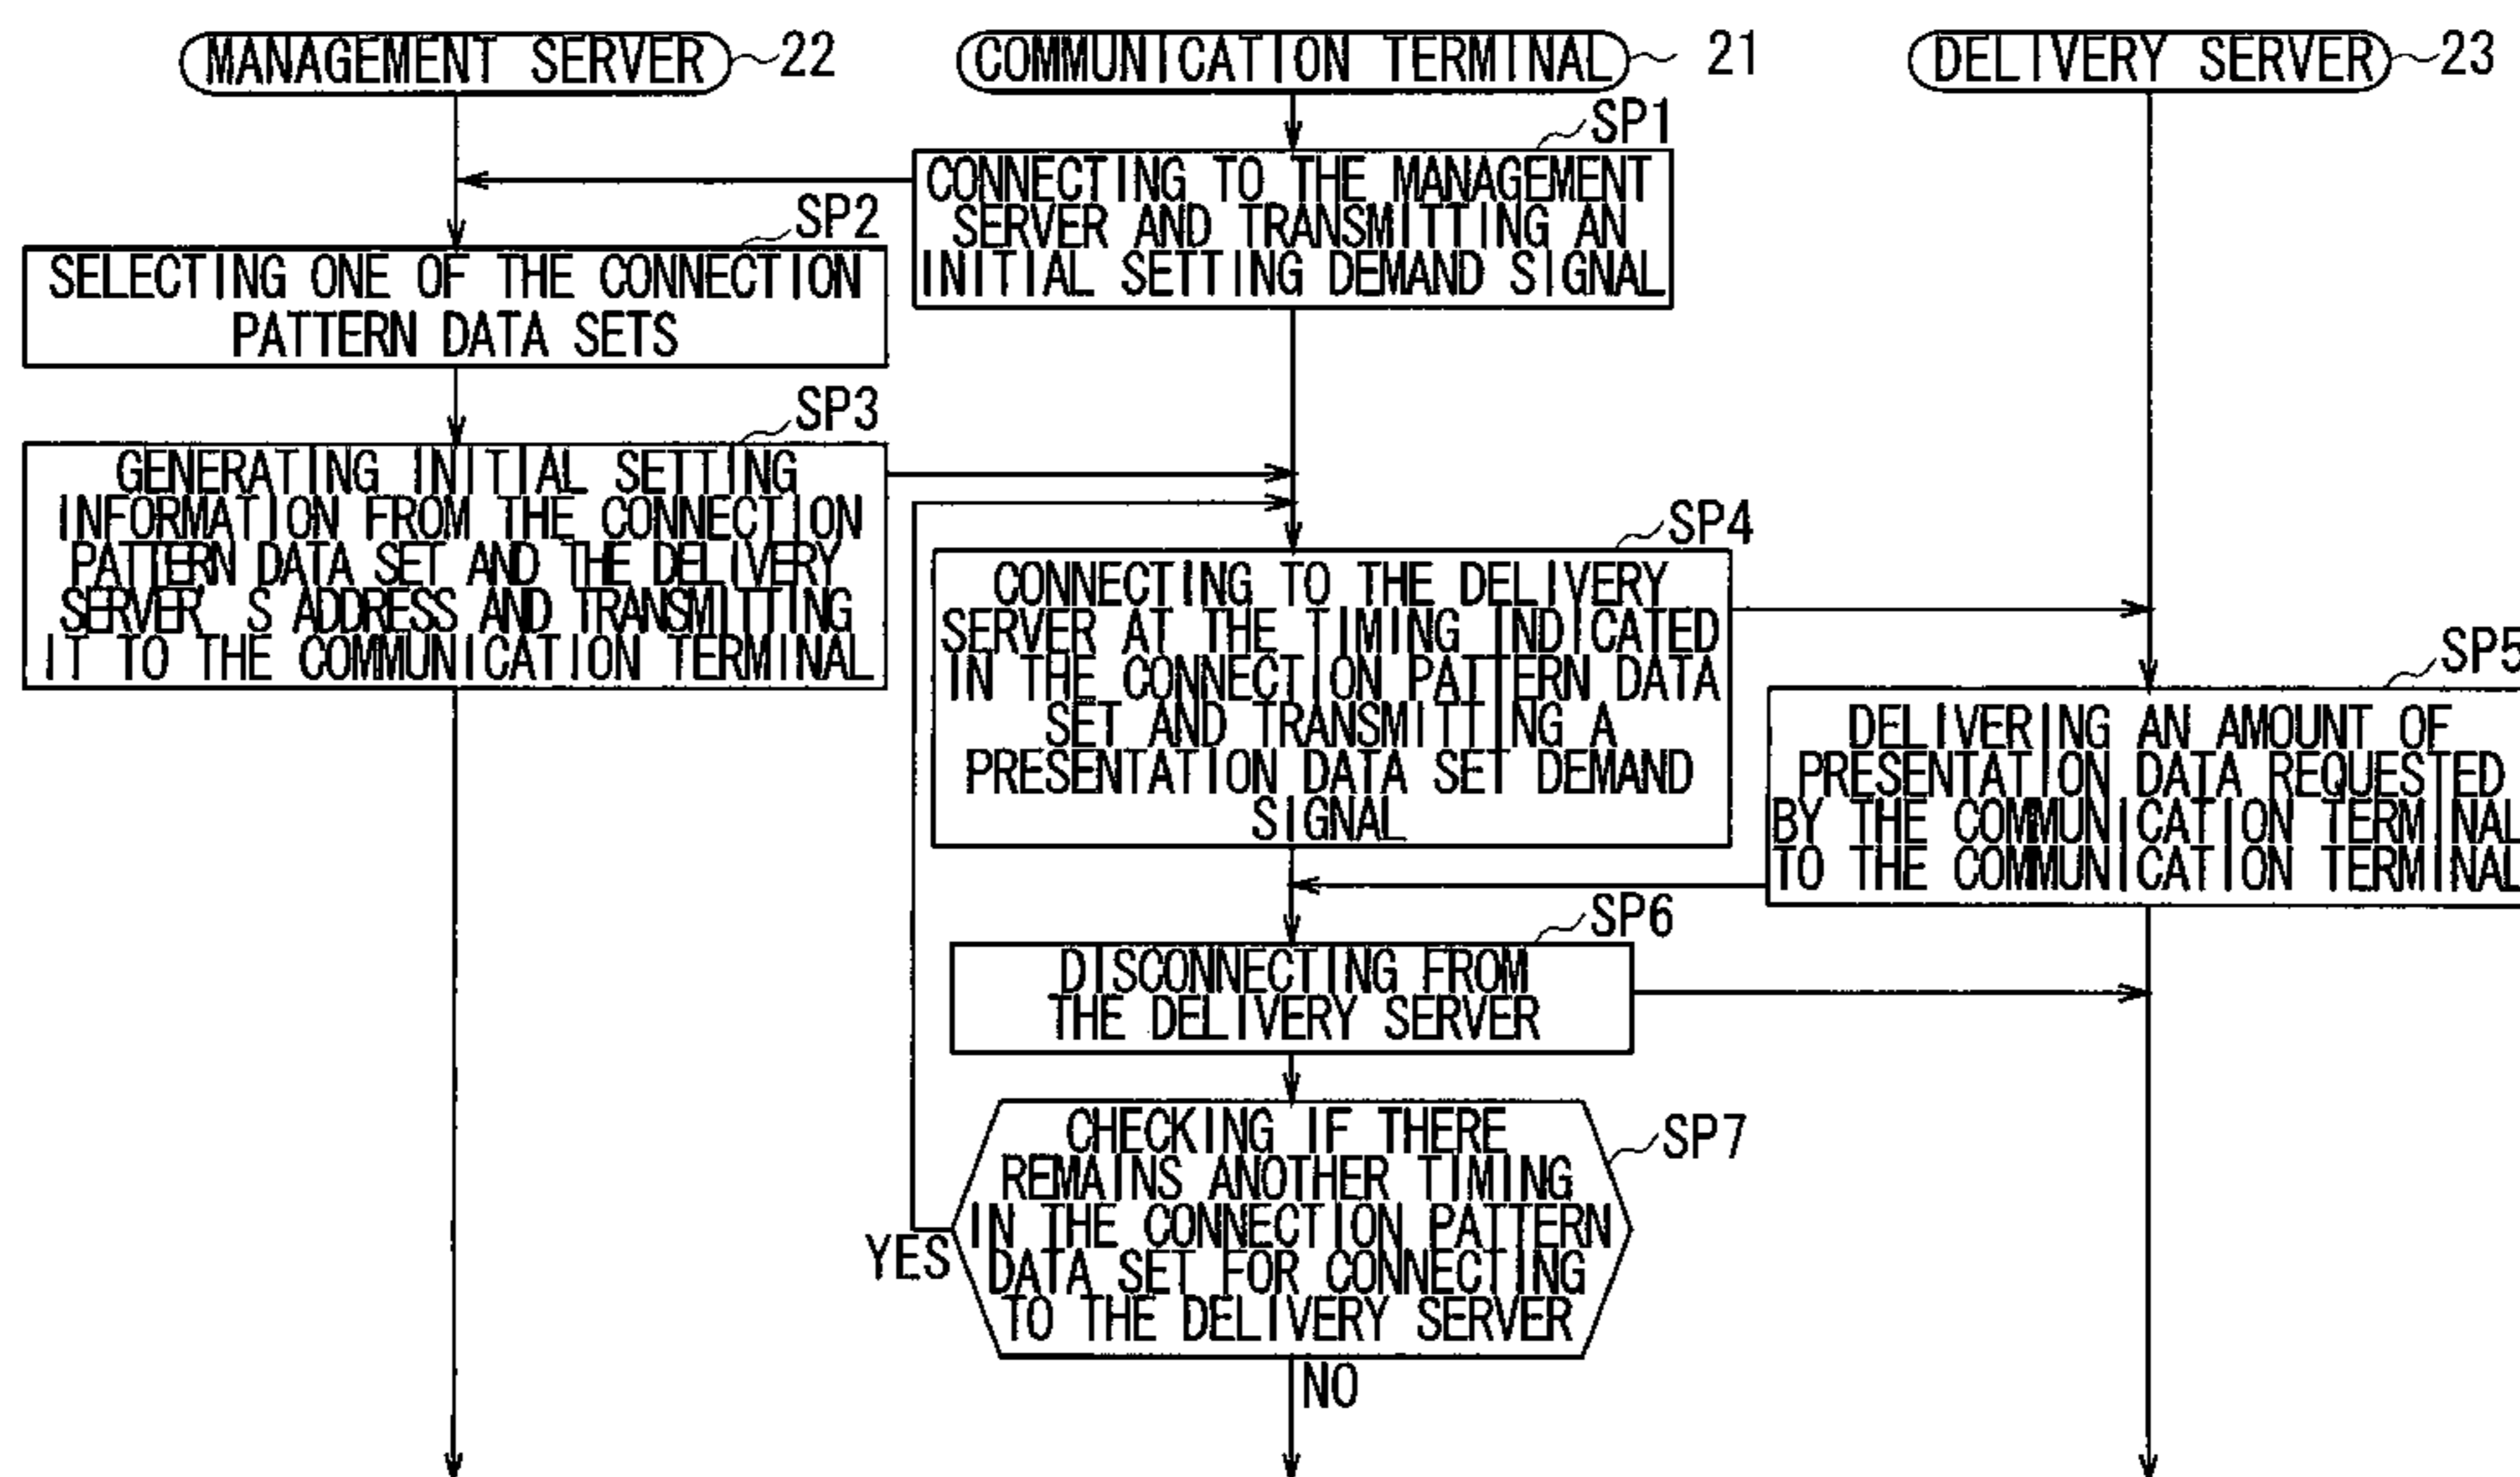 MANAGEMENT SERVER 22
COMMUNICATION TERMINAL 21
DELIVERY SERVER 23
SP1
CONNECTING TO THE MANAGEMENT
SERVER AND TRANSMITTING AN
INITIAL SETTING DEMAND SIGNAL
SP2
SELECTING ONE OF THE CONNECTION
PATTERN DATA SETS
SP3
GENERATING INITIAL SETTING
INFORMATION FROM THE CONNECTION
PATTERN DATA SET AND THE DELIVERY
SERVER'S ADDRESS AND TRANSMITTING
IT TO THE COMMUNICATION TERMINAL
SP4
CONNECTING TO THE DELIVERY
SERVER AT THE TIMING INDICATED
IN THE CONNECTION PATTERN DATA
SET AND TRANSMITTING A
PRESENTATION DATA SET DEMAND
SIGNAL
SP5
DELIVERING AN AMOUNT OF
PRESENTATION DATA REQUESTED
BY THE COMMUNICATION TERMINAL
TO THE COMMUNICATION TERMINAL
SP6
DISCONNECTING FROM
THE DELIVERY SERVER
SP7
CHECKING IF THERE
REMAINS ANOTHER TIMING
IN THE CONNECTION PATTERN
DATA SET FOR CONNECTING
TO THE DELIVERY SERVER
YES
NO